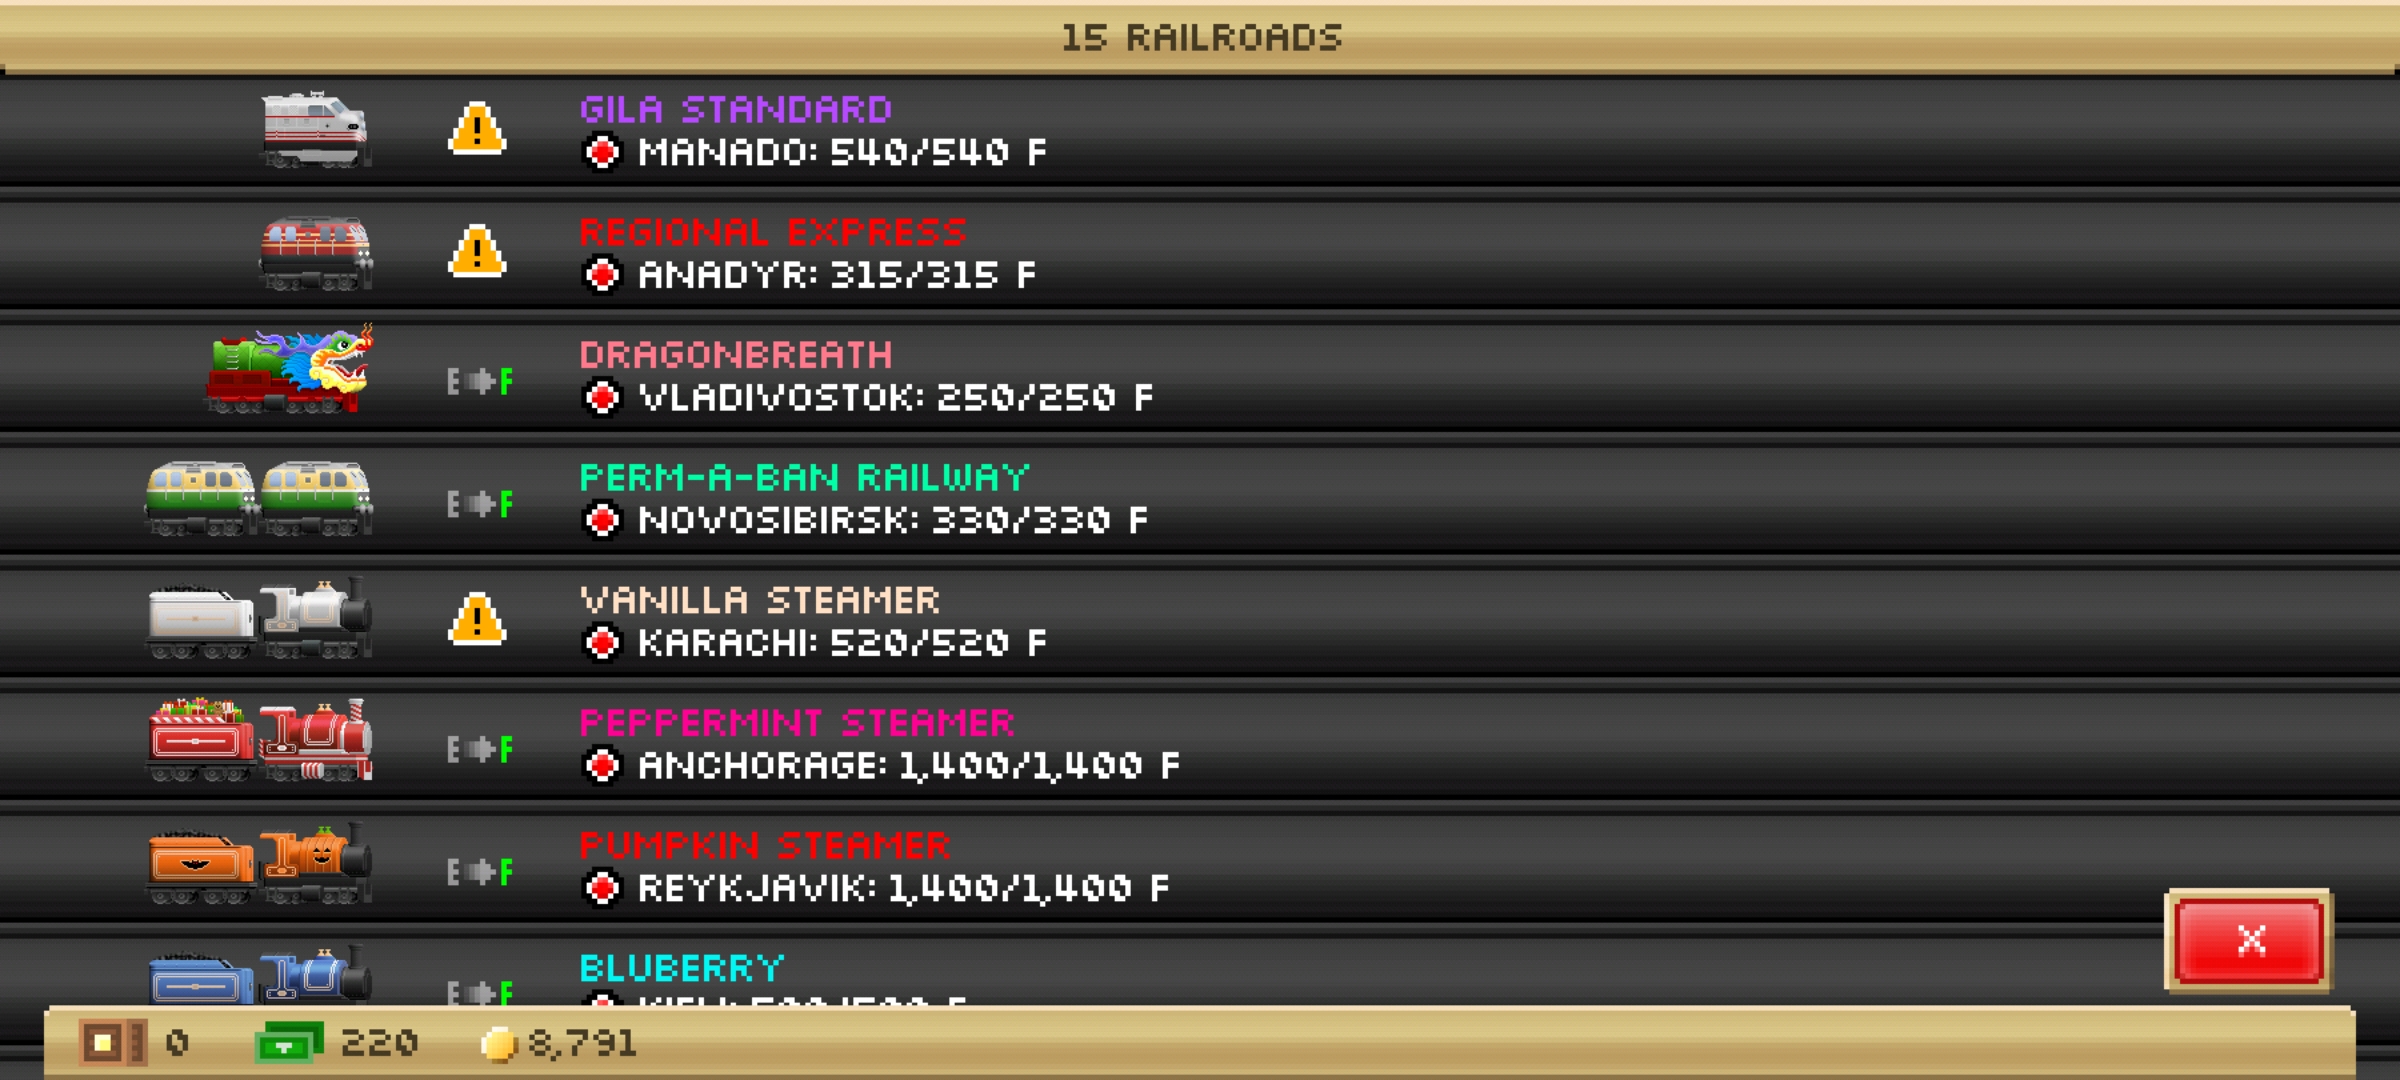 15 RAILROADS
GILA STANDARD
MANADO: 540/540 F
REGIONAL EXPRESS
ANADYR: 315/315 F
DRAGONBREATH
E F
VLADIVOSTOK: 250/250 F
PERM-A-BAN RAILWAY
E F
NOVOSIBIRSK: 330/330 F
VANILLA STEAMER
KARACHI: 520/520 F
PEPPERMINT STEAMER
E F
ANCHORAGE: 1,400/1,400 F
PUMPKIN STEAMER
E F
REYKJAVIK: 1,400/1,400 F
BLUBERRY
E F
X
0 220 8,791